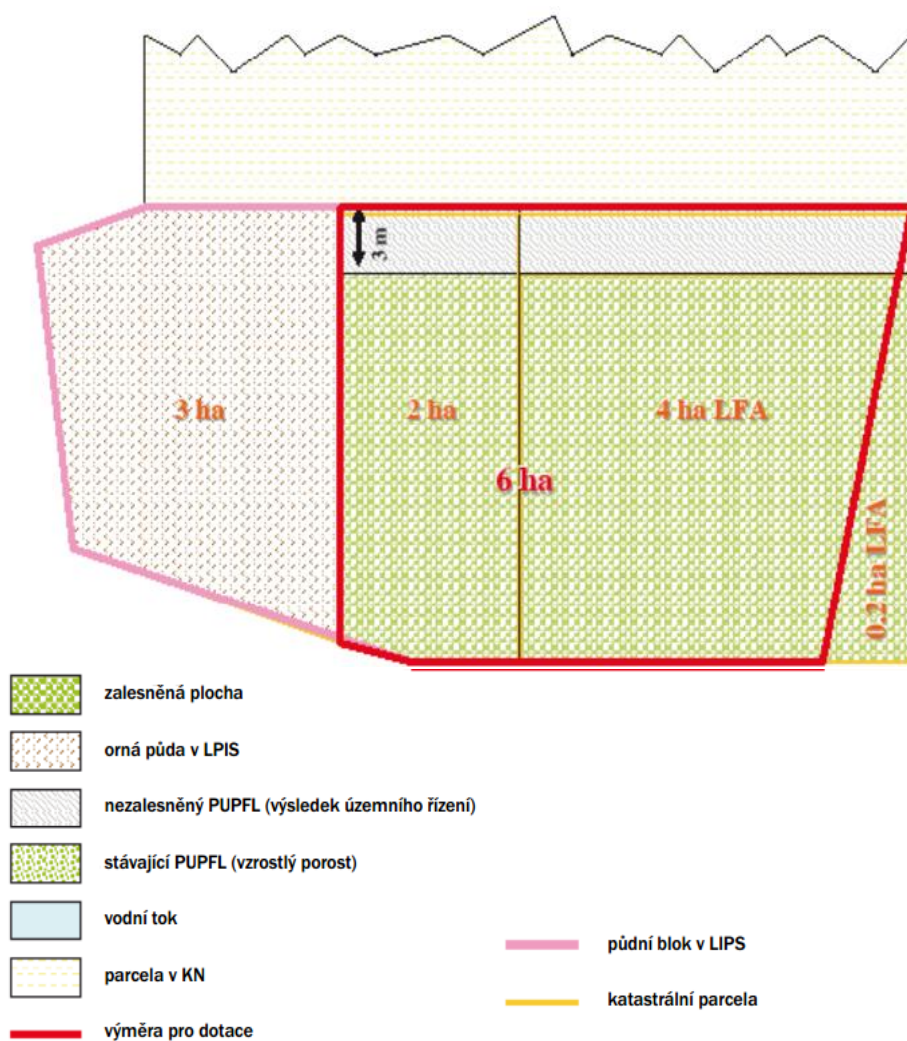 3 m
3 ha
2 ha
4 ha LFA
6 ha
0.2 ha LFA
zalesněná plocha
orná půda v LPIS
nezalesněný PUPFL (výsledek územního řízení)
stávající PUPFL (vzrostlý porost)
vodní tok
půdní blok v LIPS
parcela v KN
katastrální parcela
výměra pro dotace